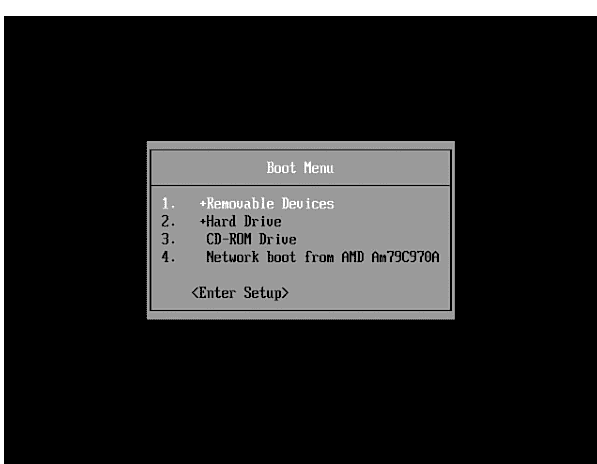 Boot Menu
1. +Removable Devices
2. +Hard Drive
3. CD-ROM Drive
4. Network boot from AMD Am79C970A
<Enter Setup>